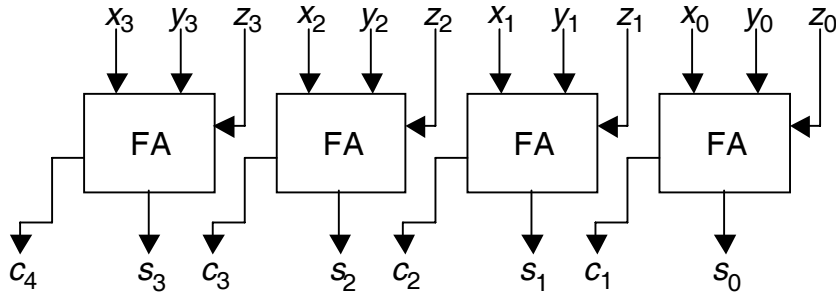 x₃ y₃ z₃ x₂ y₂ z₂ x₁ y₁ z₁ x₀ y₀ z₀
FA FA FA FA
c₄ s₃ c₃ s₂ c₂ s₁ c₁ s₀